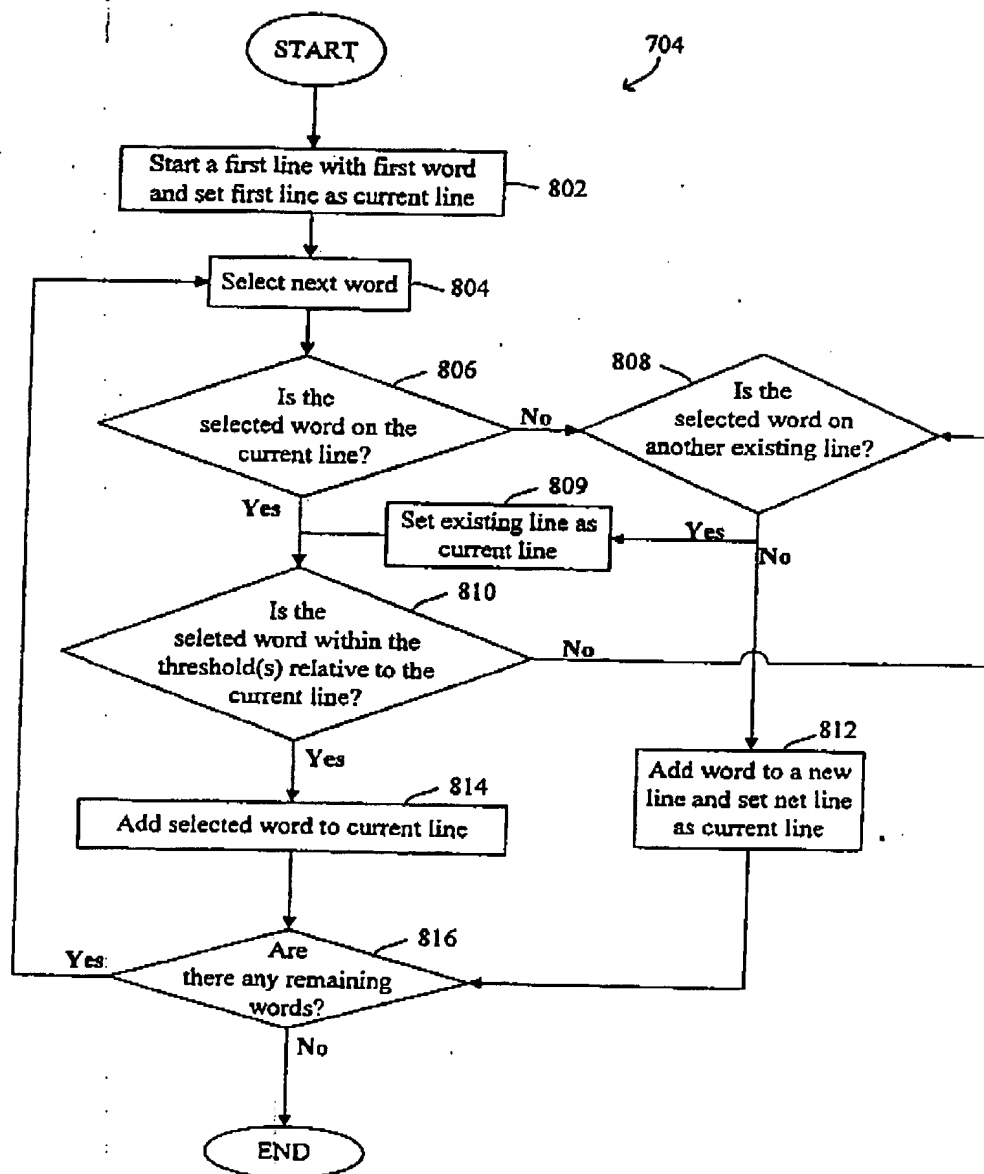 START
704
Start a first line with first word
and set first line as current line
802
Select next word
804
806
Is the
selected word on the
current line?
No
808
Is the
selected word on
another existing line?
Yes
809
Set existing line as
current line
Yes
No
810
Is the
seleted word within the
threshold(s) relative to the
current line?
No
Yes
812
Add word to a new
line and set net line
as current line
814
Add selected word to current line
816
Are
there any remaining
words?
Yes
No
END